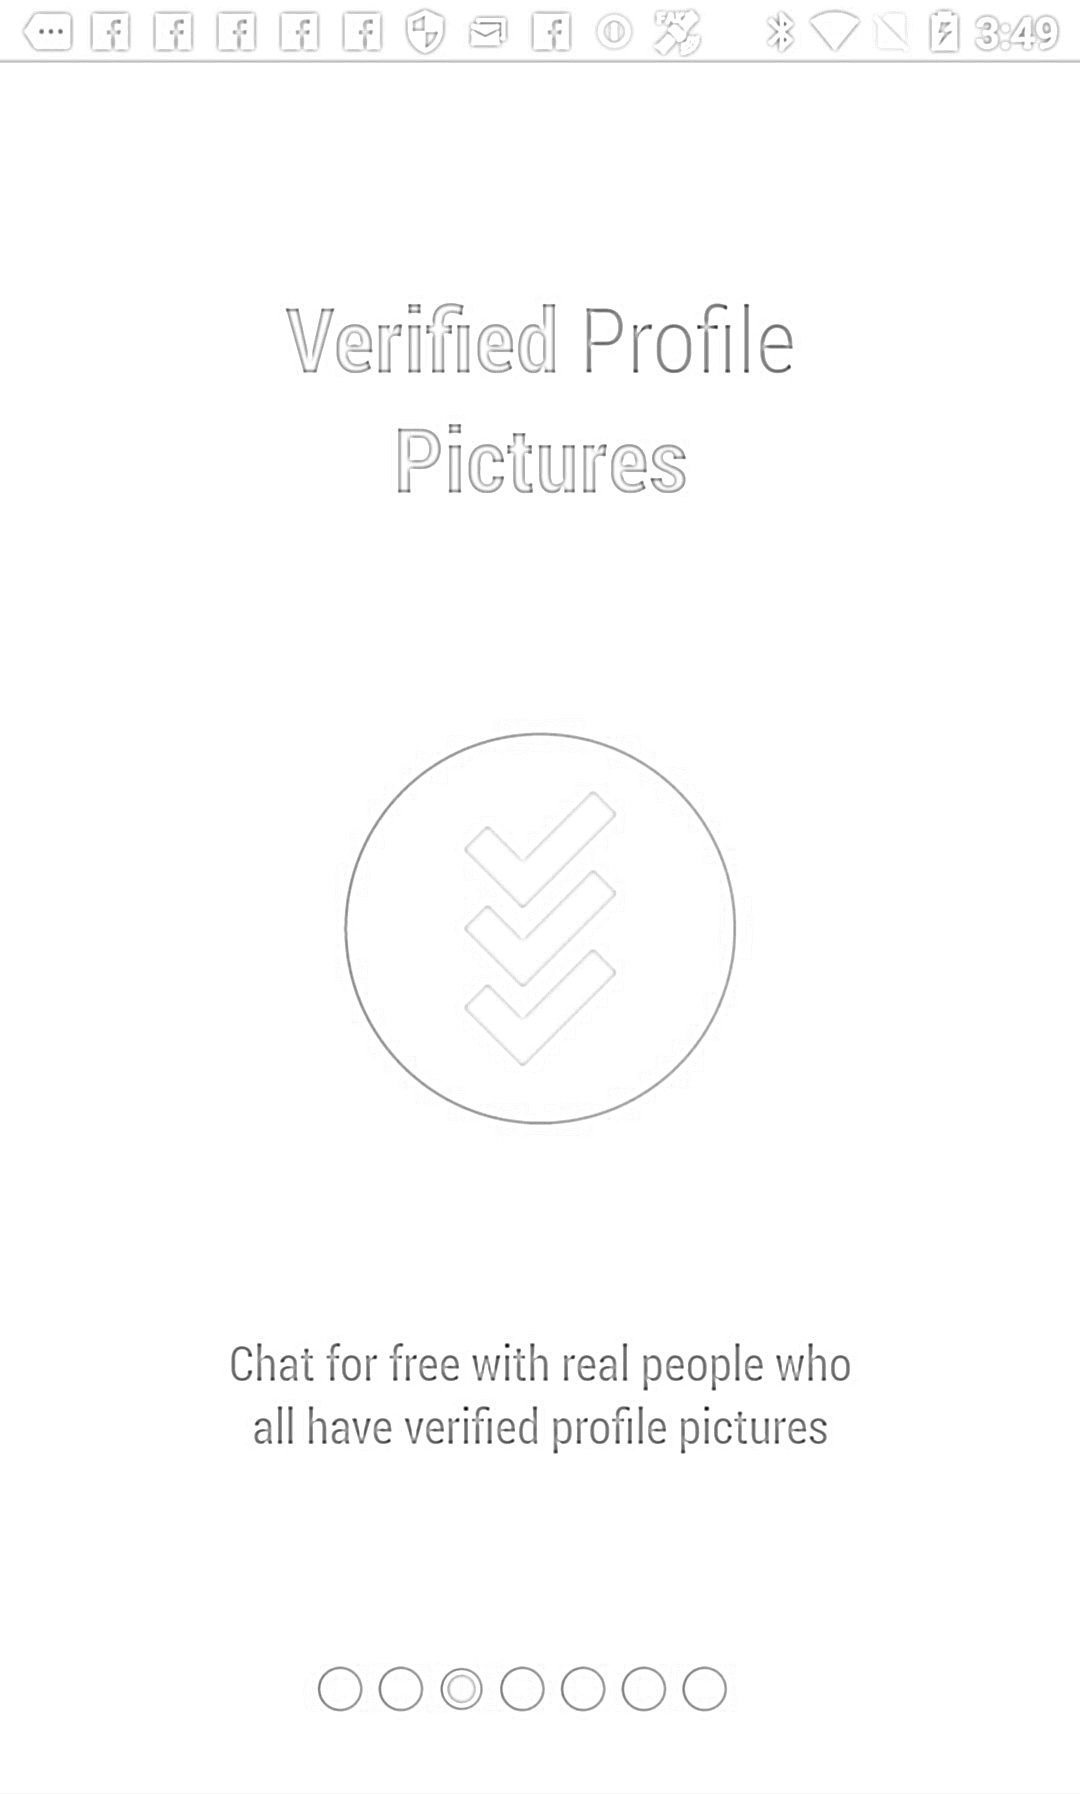 3:49
Verified Profile
Pictures
Chat for free with real people who
all have verified profile pictures